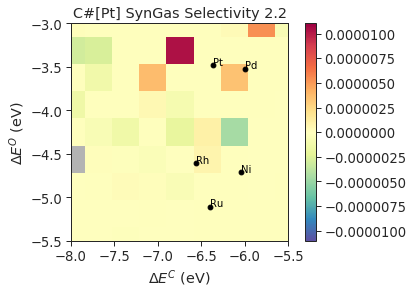 C#[Pt] SynGas Selectivity 2.2
−3.0
−3.5
−4.0
−4.5
−5.0
−5.5
ΔE^O (eV)
Pt
Pd
Rh
Ni
Ru
−8.0 −7.5 −7.0 −6.5 −6.0 −5.5
ΔE^C (eV)
0.0000100
0.0000075
0.0000050
0.0000025
0.0000000
−0.0000025
−0.0000050
−0.0000075
−0.0000100